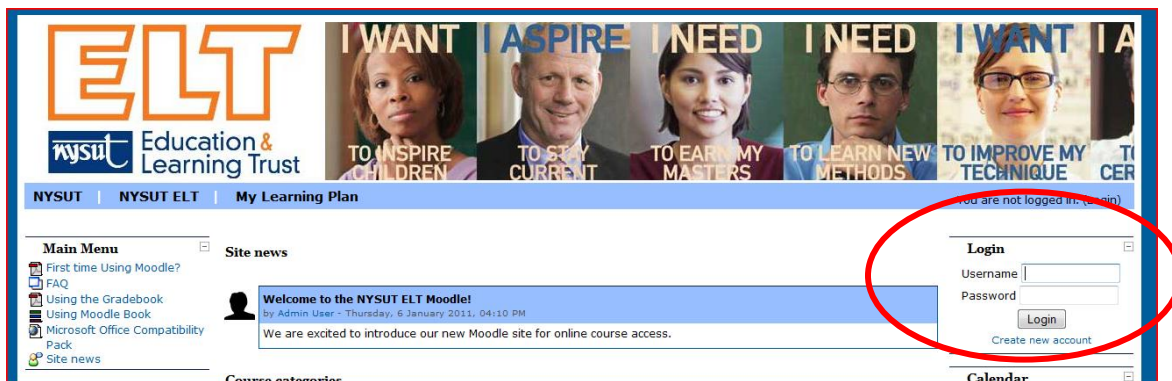 ELT
nysut Education & Learning Trust
I WANT TO INSPIRE CHILDREN
I ASPIRE TO STAY CURRENT
I NEED TO EARN MY MASTERS
I NEED TO LEARN NEW METHODS
I WANT TO IMPROVE MY TECHNIQUE
I A
TO
CER
NYSUT | NYSUT ELT | My Learning Plan
You are not logged in. (Login)
Main Menu
First time Using Moodle?
FAQ
Using the Gradebook
Using Moodle Book
Microsoft Office Compatibility
Pack
Site news
Site news
Welcome to the NYSUT ELT Moodle!
by Admin User - Thursday, 6 January 2011, 04:10 PM
We are excited to introduce our new Moodle site for online course access.
Course categories
Login
Username
Password
Login
Create new account
Calendar